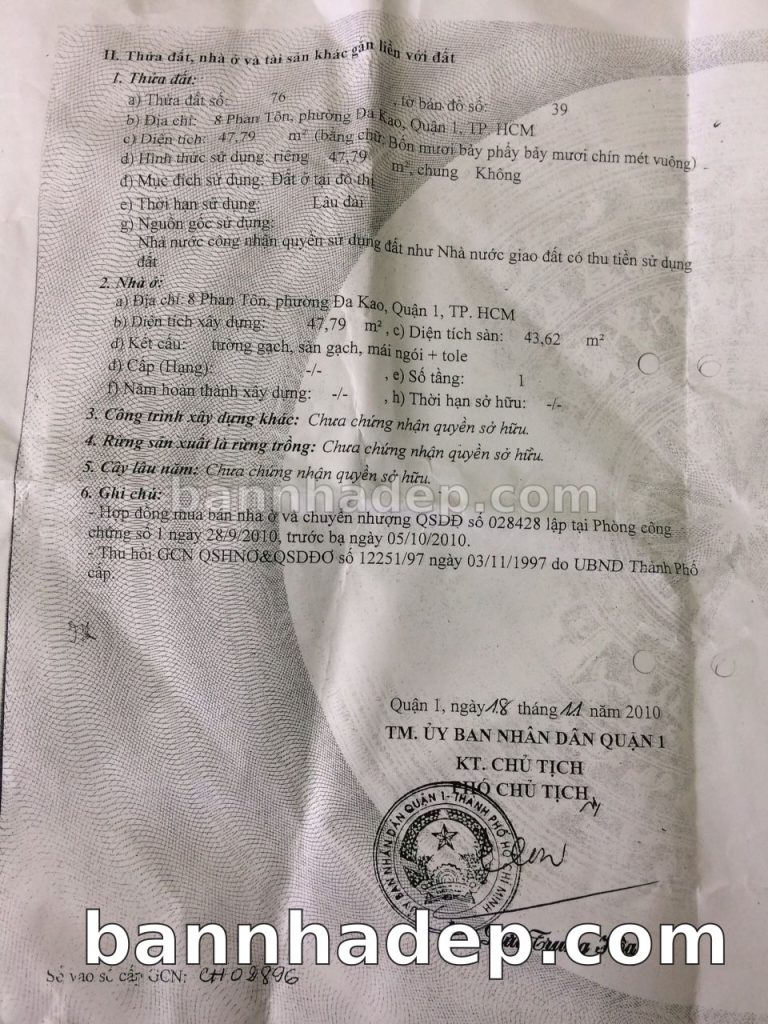 II. Thửa đất, nhà ở và tài sản khác gắn liền với đất
1. Thửa đất:
a) Thửa đất số: 76 , tờ bản đồ số: 39
b) Địa chỉ: 8 Phan Tôn, phường Đa Kao, Quận 1, TP. HCM
c) Diện tích: 47,79 m² (bằng chữ: Bốn mươi bảy phẩy bảy mươi chín mét vuông)
d) Hình thức sử dụng: riêng 47,79 m², chung Không
đ) Mục đích sử dụng: Đất ở tại đô thị
e) Thời hạn sử dụng: Lâu dài
g) Nguồn gốc sử dụng:
Nhà nước công nhận quyền sử dụng đất như Nhà nước giao đất có thu tiền sử dụng
đất
2. Nhà ở:
a) Địa chỉ: 8 Phan Tôn, phường Đa Kao, Quận 1, TP. HCM
b) Diện tích xây dựng: 47,79 m² , c) Diện tích sàn: 43,62 m²
d) Kết cấu: tường gạch, sàn gạch, mái ngói + tole
đ) Cấp (Hạng): -/- , e) Số tầng: 1
f) Năm hoàn thành xây dựng: -/- , h) Thời hạn sở hữu: -/-
3. Công trình xây dựng khác: Chưa chứng nhận quyền sở hữu.
4. Rừng sản xuất là rừng trồng: Chưa chứng nhận quyền sở hữu.
5. Cây lâu năm: Chưa chứng nhận quyền sở hữu.
bannhadep.com
6. Ghi chú:
- Hợp đồng mua bán nhà ở và chuyển nhượng QSDĐ số 028428 lập tại Phòng công
chứng số 1 ngày 28/9/2010, trước bạ ngày 05/10/2010.
- Thu hồi GCN QSHNƠ&QSDĐƠ số 12251/97 ngày 03/11/1997 do UBND Thành Phố
cấp.
Quận 1, ngày 18 tháng 11 năm 2010
TM. ỦY BAN NHÂN DÂN QUẬN 1
KT. CHỦ TỊCH
PHÓ CHỦ TỊCH
ỦY BAN NHÂN DÂN QUẬN 1 - THÀNH PHỐ HỒ CHÍ MINH
bannhadep.com
Số vào sổ cấp GCN: CH02896